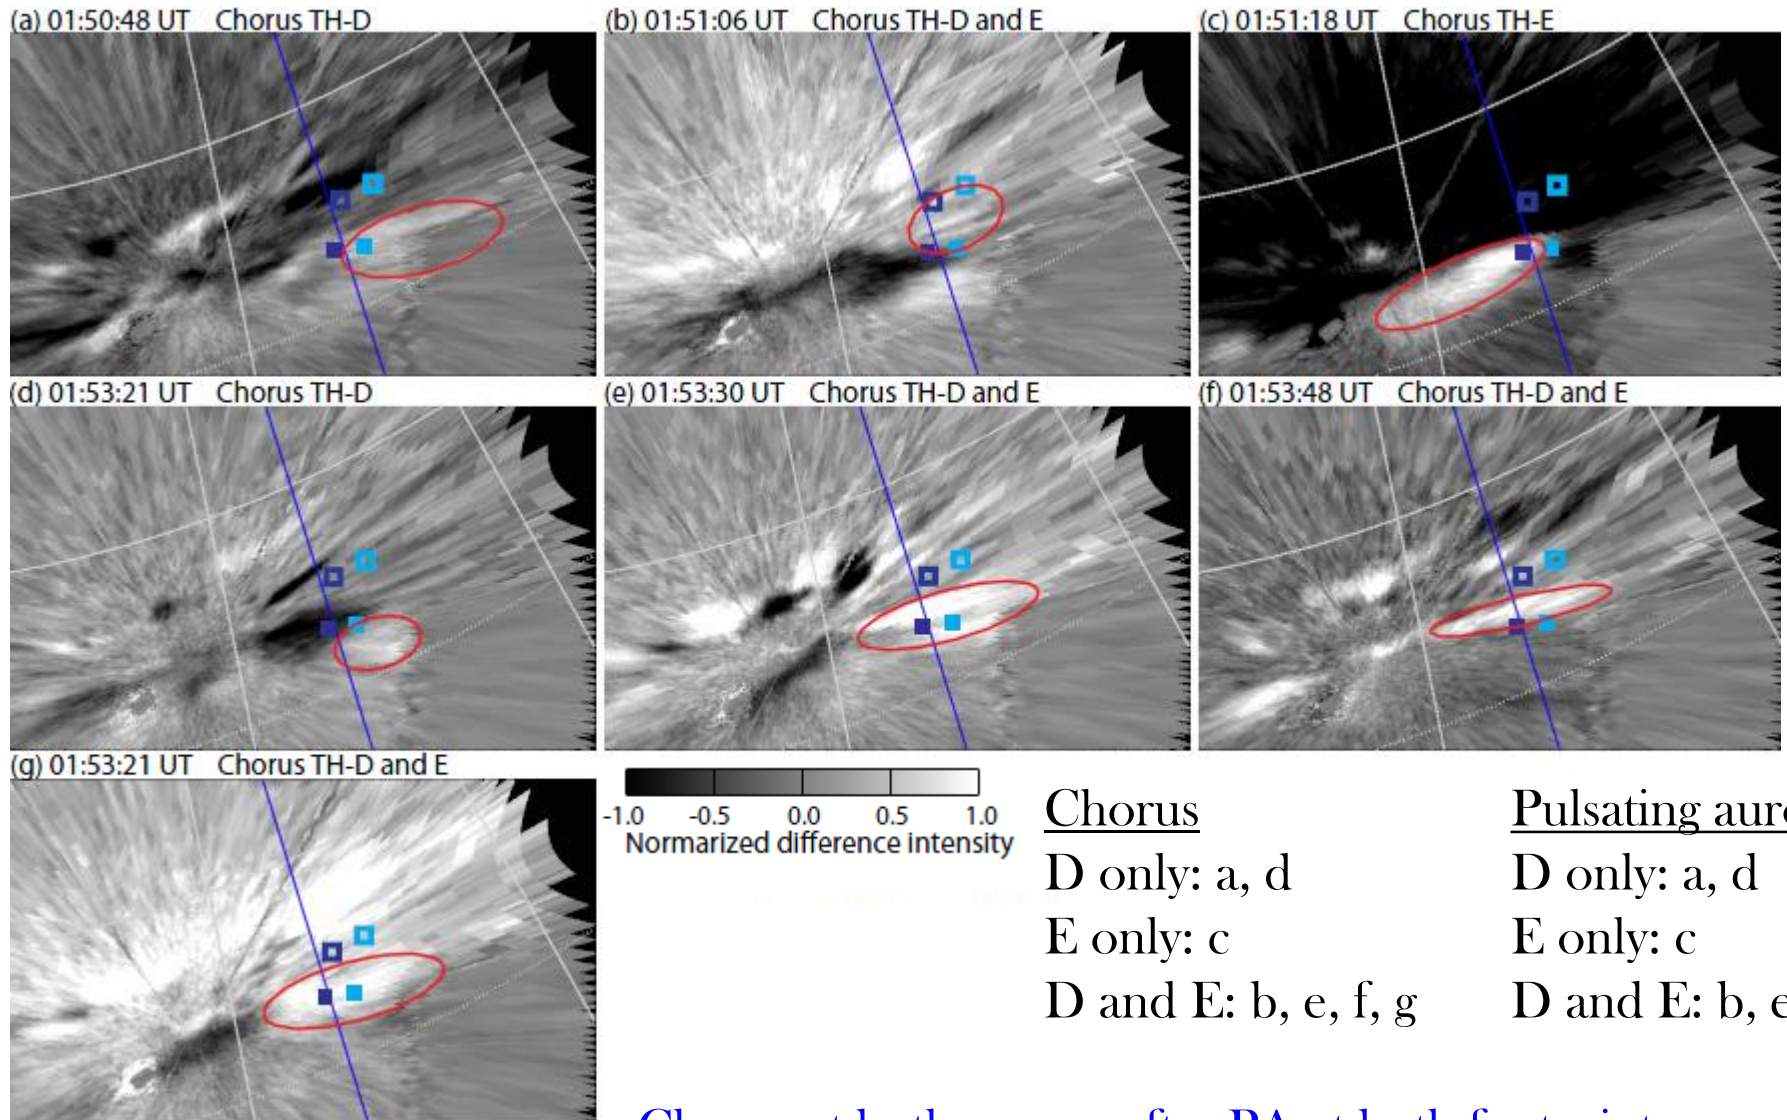 (a) 01:50:48 UT Chorus TH-D
(b) 01:51:06 UT Chorus TH-D and E
(c) 01:51:18 UT Chorus TH-E
(d) 01:53:21 UT Chorus TH-D
(e) 01:53:30 UT Chorus TH-D and E
(f) 01:53:48 UT Chorus TH-D and E
(g) 01:53:21 UT Chorus TH-D and E
-1.0 -0.5 0.0 0.5 1.0
Normarized difference intensity
Chorus
D only: a, d
E only: c
D and E: b, e, f, g
Pulsating
D only: a, d
E only: c
D and E: b, e